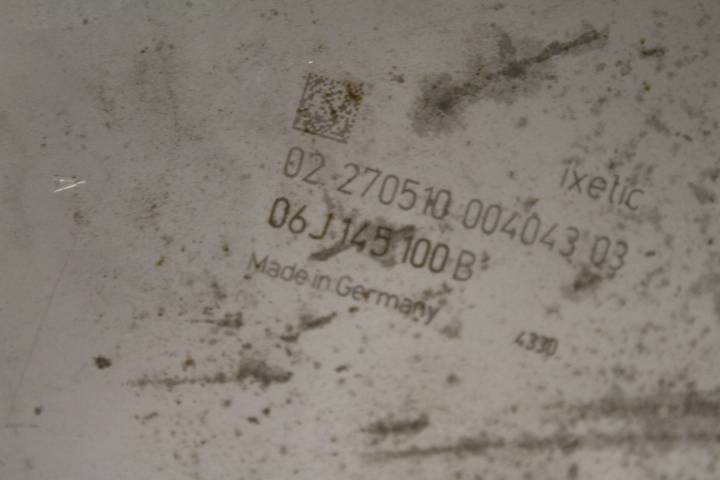 ixetic
02 270510 004043 03
06J 145 100 B
Made in Germany
4330